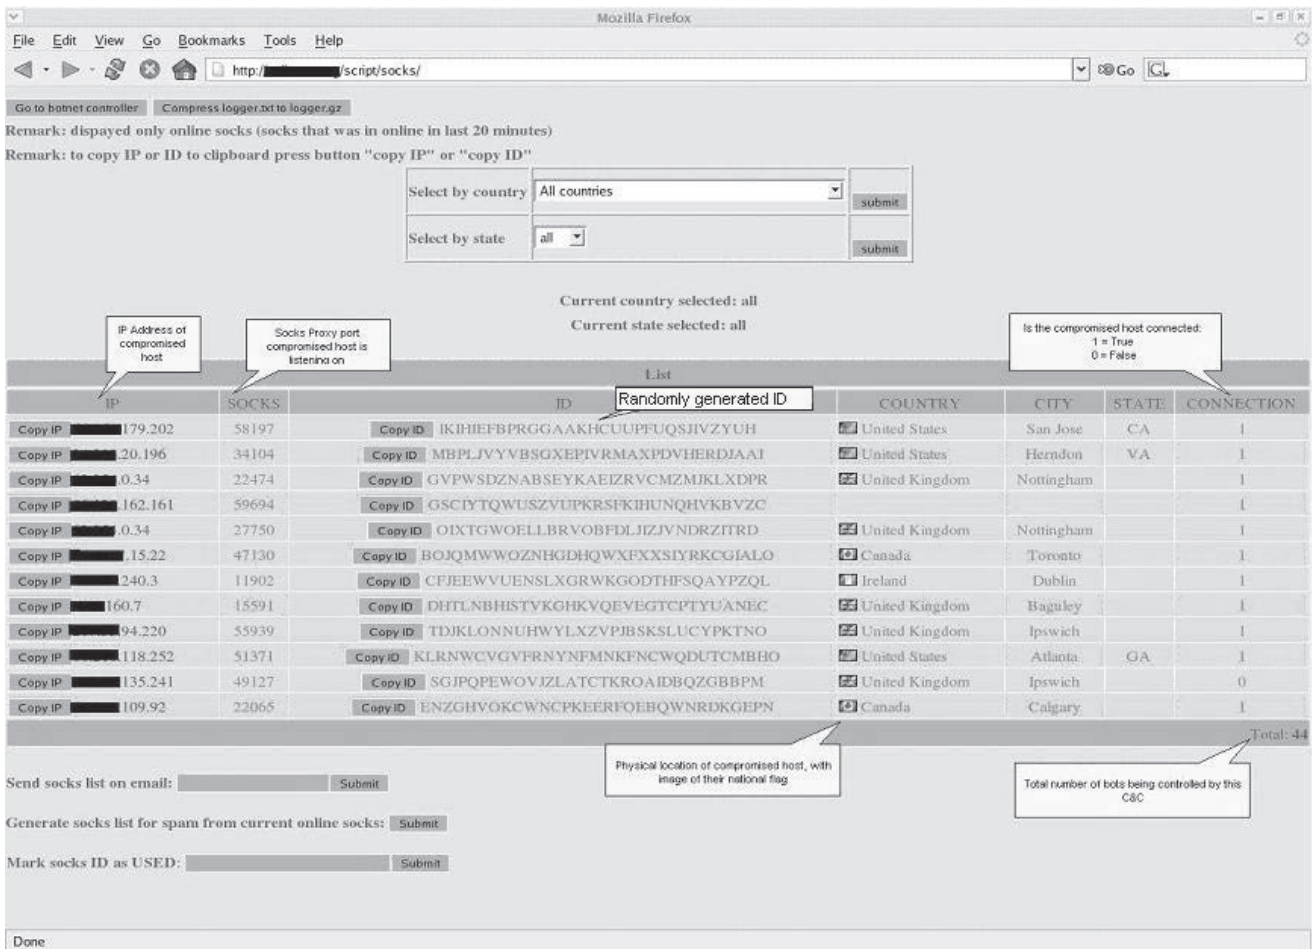 Mozilla Firefox
File Edit View Go Bookmarks Tools Help
http:/ /script/socks/ Go G
Go to botnet controller Compress logger.txt to logger.gz
Remark: dispayed only online socks (socks that was in online in last 20 minutes)
Remark: to copy IP or ID to clipboard press button "copy IP" or "copy ID"
Select by country All countries submit
Select by state all submit
Current country selected: all
Current state selected: all
IP Address of
compromised
host
Socks Proxy port
compromised host is
listening on
Is the compromised host connected:
1 = True
0 = False
List
Randomly generated ID
IP SOCKS ID COUNTRY CITY STATE CONNECTION
Copy IP 179.202 58197 Copy ID IKIHIEFBPRGGAAKHCUUPFUQSJIVZYUH United States San Jose CA 1
Copy IP .20.196 34104 Copy ID MBPLJVYVBSGXEPIVRMAXPDVHERDJAAI United States Herndon VA 1
Copy IP .0.34 22474 Copy ID GVPWSDZNABSEYKAEIZRVCMZMJKLXDPR United Kingdom Nottingham 1
Copy IP .162.161 59694 Copy ID GSCIYTQWUSZVUPKRSFKIHUNQHVKBVZC 1
Copy IP .0.34 27750 Copy ID OIXTGWOELLBRVOBFDLJIZJVNDRZITRD United Kingdom Nottingham 1
Copy IP .15.22 47130 Copy ID BOJQMWWOZNHGDHQWXFXXSIYRKCGIALO Canada Toronto 1
Copy IP 240.3 11902 Copy ID CFJEEWVUENSLXGRWKGODTHFSQAYPZQL Ireland Dublin 1
Copy IP 160.7 15591 Copy ID DHTLNBHISTVKGHKVQEVEGTCPTYUANEC United Kingdom Baguley 1
Copy IP 94.220 55939 Copy ID TDJKLONNUHWYLXZVPJBSKSLUCYPKTNO United Kingdom Ipswich 1
Copy IP .118.252 51371 Copy ID KLRNWCVGVFRNYNFMNKFNCWQDUTCMBHO United States Atlanta GA 1
Copy IP 135.241 49127 Copy ID SGJPQPEWOVJZLATCTKROAIDBQZGBBPM United Kingdom Ipswich 0
Copy IP 109.92 22065 Copy ID ENZGHVOKCWNCPKEERFOEBQWNRDKGEPN Canada Calgary 1
Total: 44
Physical location of compromised host, with
image of their national flag
Total number of bots being controlled by this
C&C
Send socks list on email: Submit
Generate socks list for spam from current online socks: Submit
Mark socks ID as USED: Submit
Done